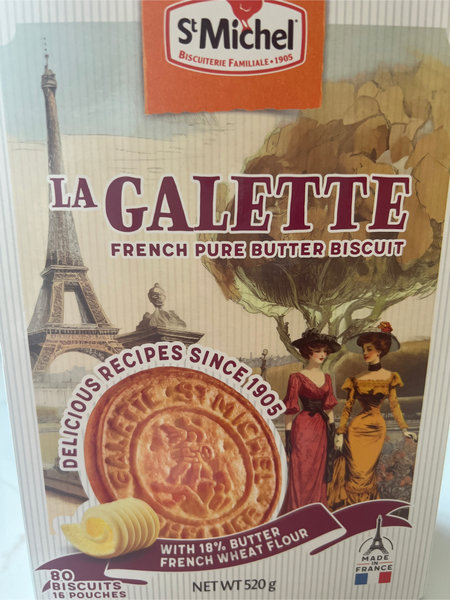 St Michel
BISCUITERIE FAMILIALE • 1905
LA GALETTE
FRENCH PURE BUTTER BISCUIT
DELICIOUS RECIPES SINCE 1905
GALETTE St MICHEL
WITH 18% BUTTER
FRENCH WHEAT FLOUR
80
BISCUITS
16 POUCHES
NET WT 520 g
MADE
IN FRANCE